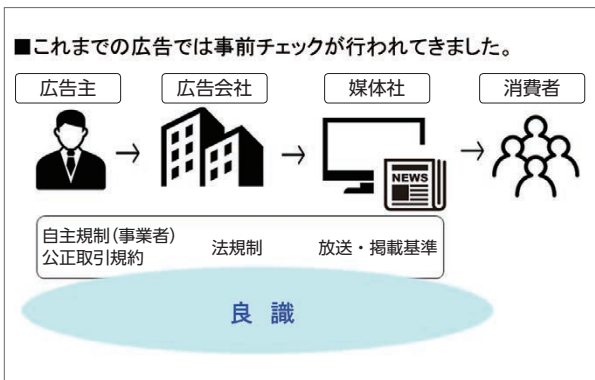 ■これまでの広告では事前チェックが行われてきました。
広告主
広告会社
媒体社
消費者
NEWS
自主規制(事業者)
公正取引規約
法規制
放送・掲載基準
良 識